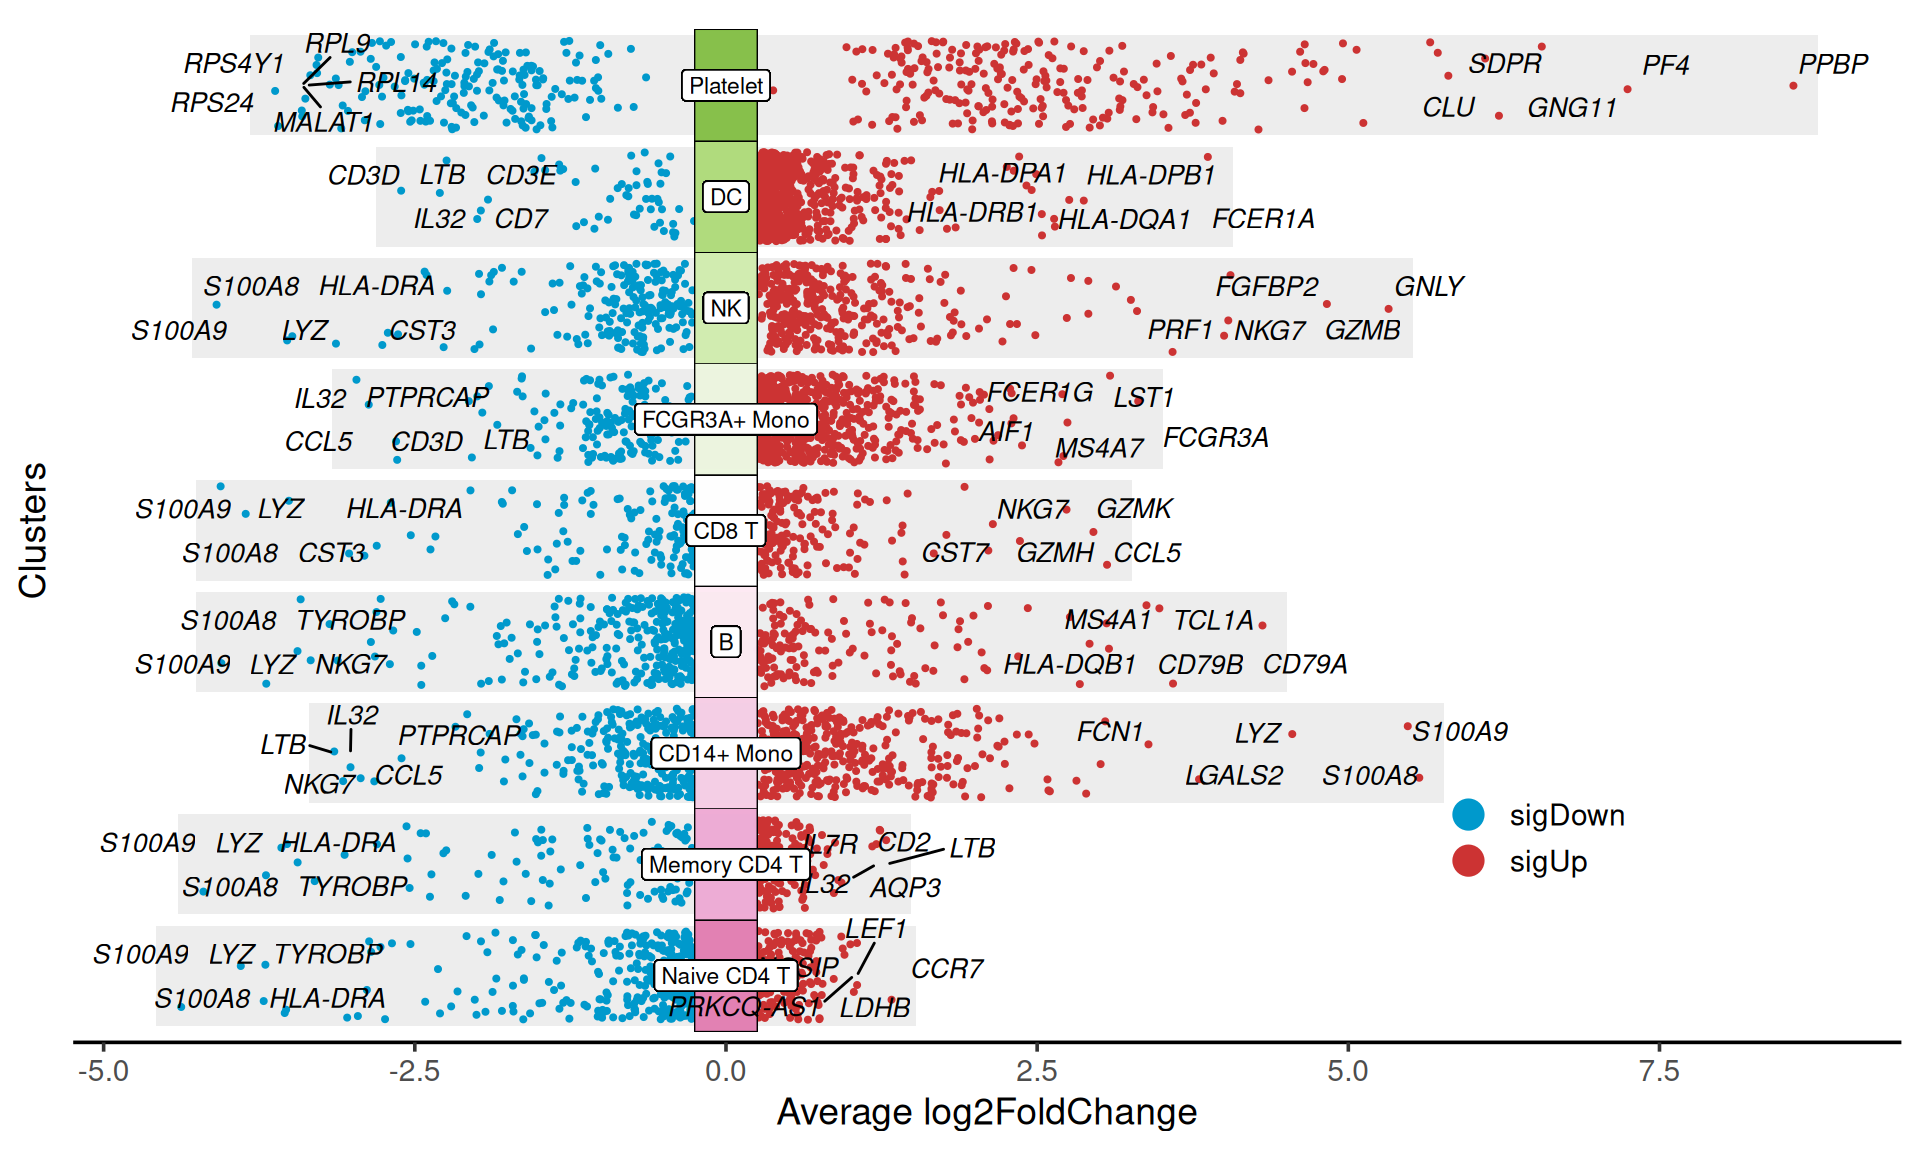 RPL9
RPS4Y1
RPL14
RPS24
MALAT1
Platelet
SDPR
PF4
PPBP
CLU
GNG11
CD3D
LTB
CD3E
IL32
CD7
DC
HLA-DPA1
HLA-DPB1
HLA-DRB1
HLA-DQA1
FCER1A
S100A8
HLA-DRA
S100A9
LYZ
CST3
NK
FGFBP2
GNLY
PRF1
NKG7
GZMB
IL32
PTPRCAP
CCL5
CD3D
LTB
FCGR3A+ Mono
FCER1G
LST1
AIF1
MS4A7
FCGR3A
S100A9
LYZ
HLA-DRA
S100A8
CST3
CD8 T
NKG7
GZMK
CST7
GZMH
CCL5
S100A8
TYROBP
S100A9
LYZ
NKG7
B
MS4A1
TCL1A
HLA-DQB1
CD79B
CD79A
IL32
LTB
PTPRCAP
NKG7
CCL5
CD14+ Mono
FCN1
LYZ
S100A9
LGALS2
S100A8
S100A9
LYZ
HLA-DRA
S100A8
TYROBP
Memory CD4 T
IL7R
CD2
LTB
IL32
AQP3
S100A9
LYZ
TYROBP
S100A8
HLA-DRA
Naive CD4 T
LEF1
CCR7
PRKCQ-AS1
LDHB
Clusters
sigDown
sigUp
-5.0
-2.5
0.0
2.5
5.0
7.5
Average log2FoldChange